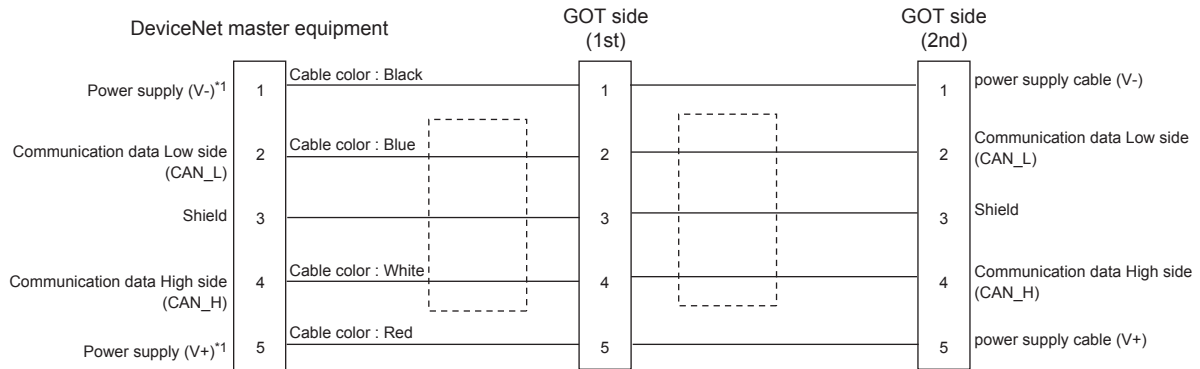 DeviceNet master equipment
GOT side
(1st)
GOT side
(2nd)
Power supply (V-)*1
1
Cable color : Black
1
1
power supply cable (V-)
Communication data Low side
(CAN_L)
2
Cable color : Blue
2
2
Communication data Low side
(CAN_L)
Shield
3
3
3
Shield
Communication data High side
(CAN_H)
4
Cable color : White
4
4
Communication data High side
(CAN_H)
Power supply (V+)*1
5
Cable color : Red
5
5
power supply cable (V+)